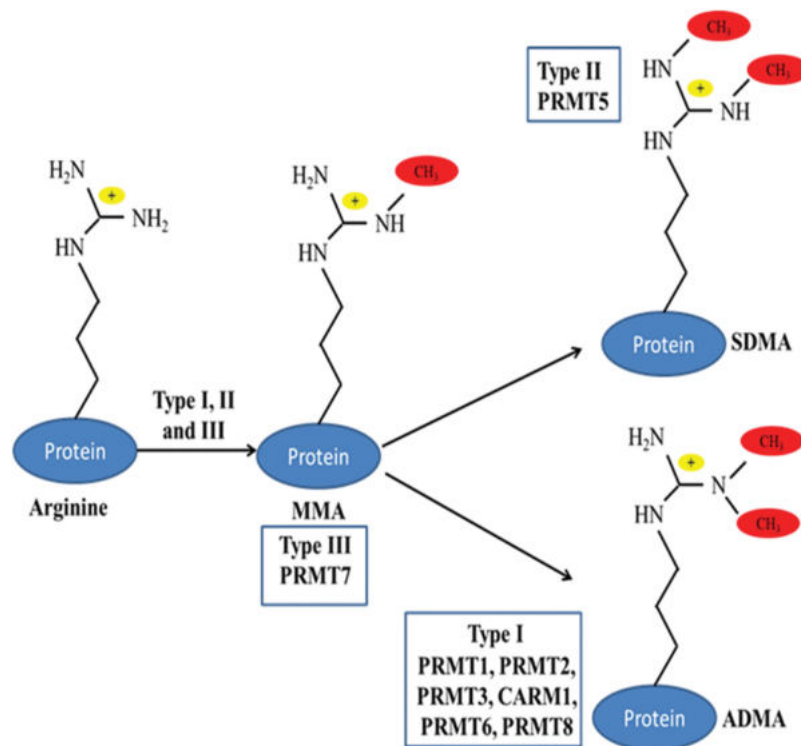 H₂N
+
NH₂
HN
Protein
Arginine
Type I, II
and III
H₂N
CH₃
+
NH
HN
Protein
MMA
Type III
PRMT7
Type II
PRMT5
CH₃
CH₃
HN
+
NH
HN
Protein
SDMA
H₂N
CH₃
+
N
CH₃
HN
Protein
ADMA
Type I
PRMT1, PRMT2,
PRMT3, CARM1,
PRMT6, PRMT8